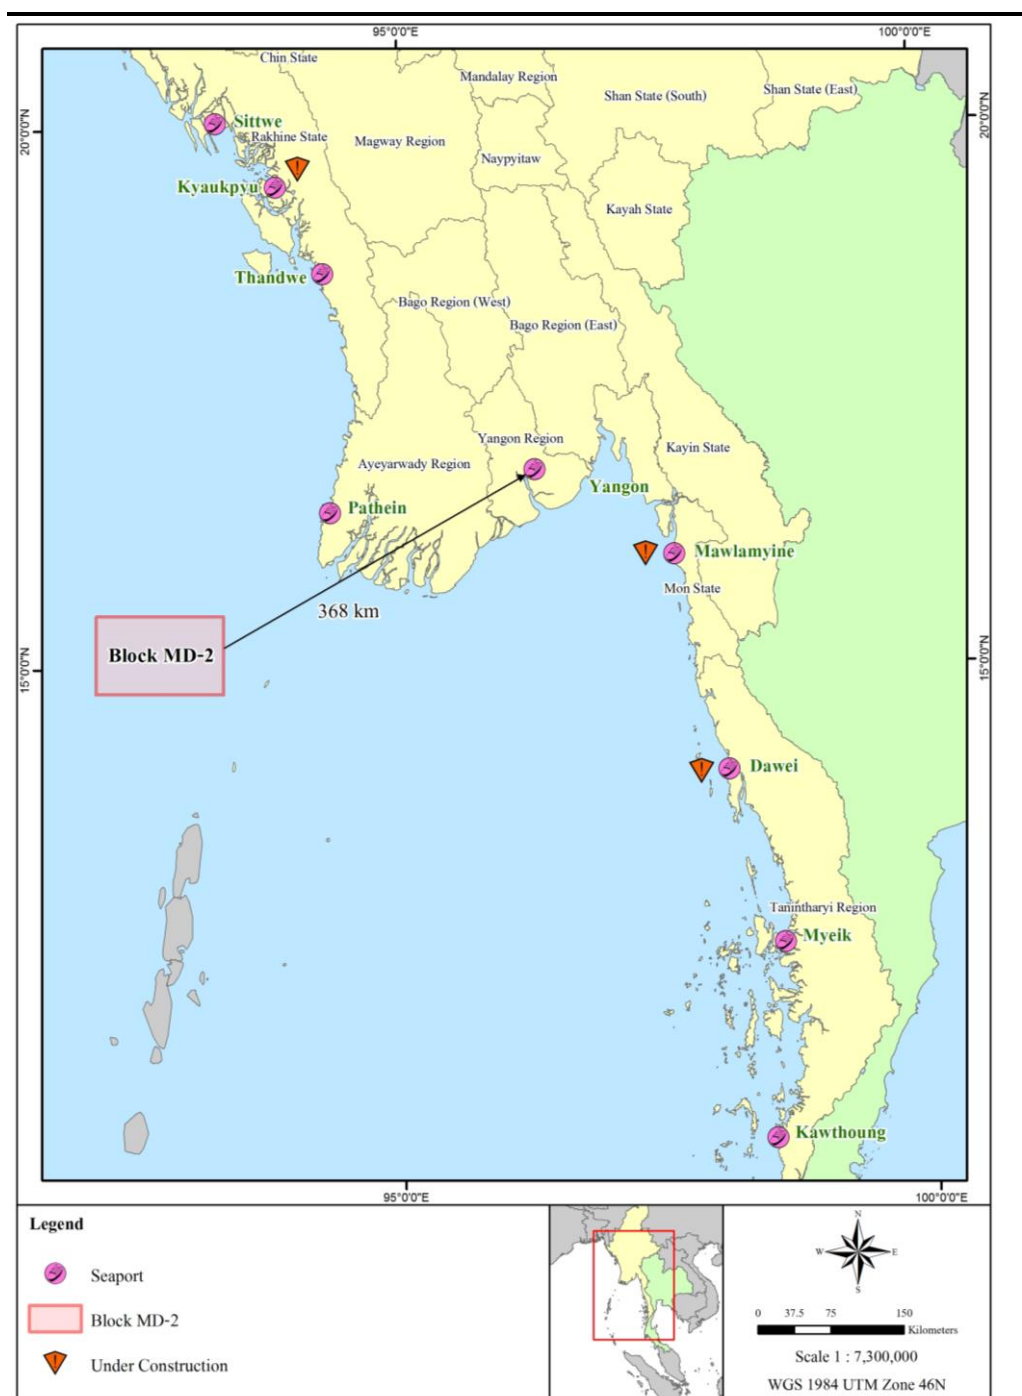 95°0'0"E
100°0'0"E
20°0'0"N
20°0'0"N
Chin State
Mandalay Region
Shan State (South)
Shan State (East)
Sittwe
Rakhine State
Magway Region
Naypyitaw
Kyaukpyu
Kayah State
Thandwe
Bago Region (West)
Bago Region (East)
Yangon Region
Kayin State
Ayeyarwady Region
Yangon
Pathein
Mawlamyine
Mon State
368 km
Block MD-2
15°0'0"N
15°0'0"N
Dawei
Tanintharyi Region
Myeik
Kawthoung
95°0'0"E
100°0'0"E
Legend
Seaport
Block MD-2
Under Construction
N
W
E
S
0 37.5 75 150
Kilometers
Scale 1 : 7,300,000
WGS 1984 UTM Zone 46N